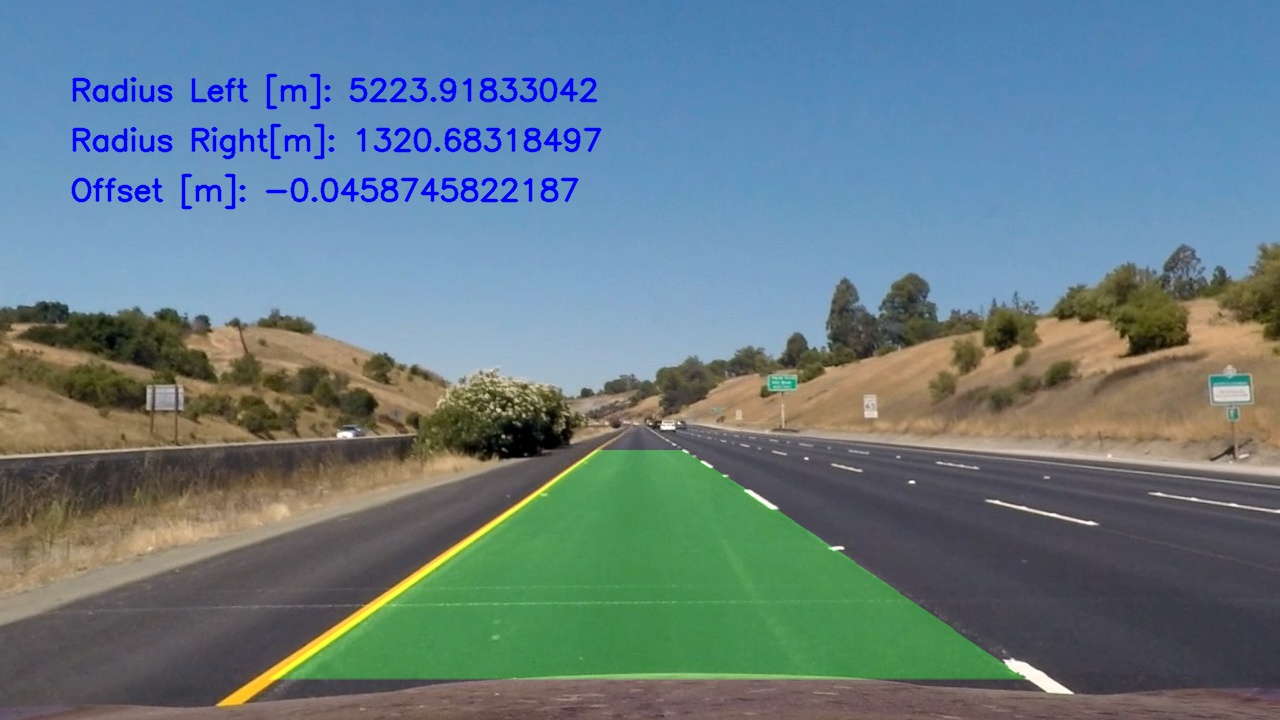 Radius Left [m]: 5223.91833042
Radius Right[m]: 1320.68318497
Offset [m]: −0.0458745822187